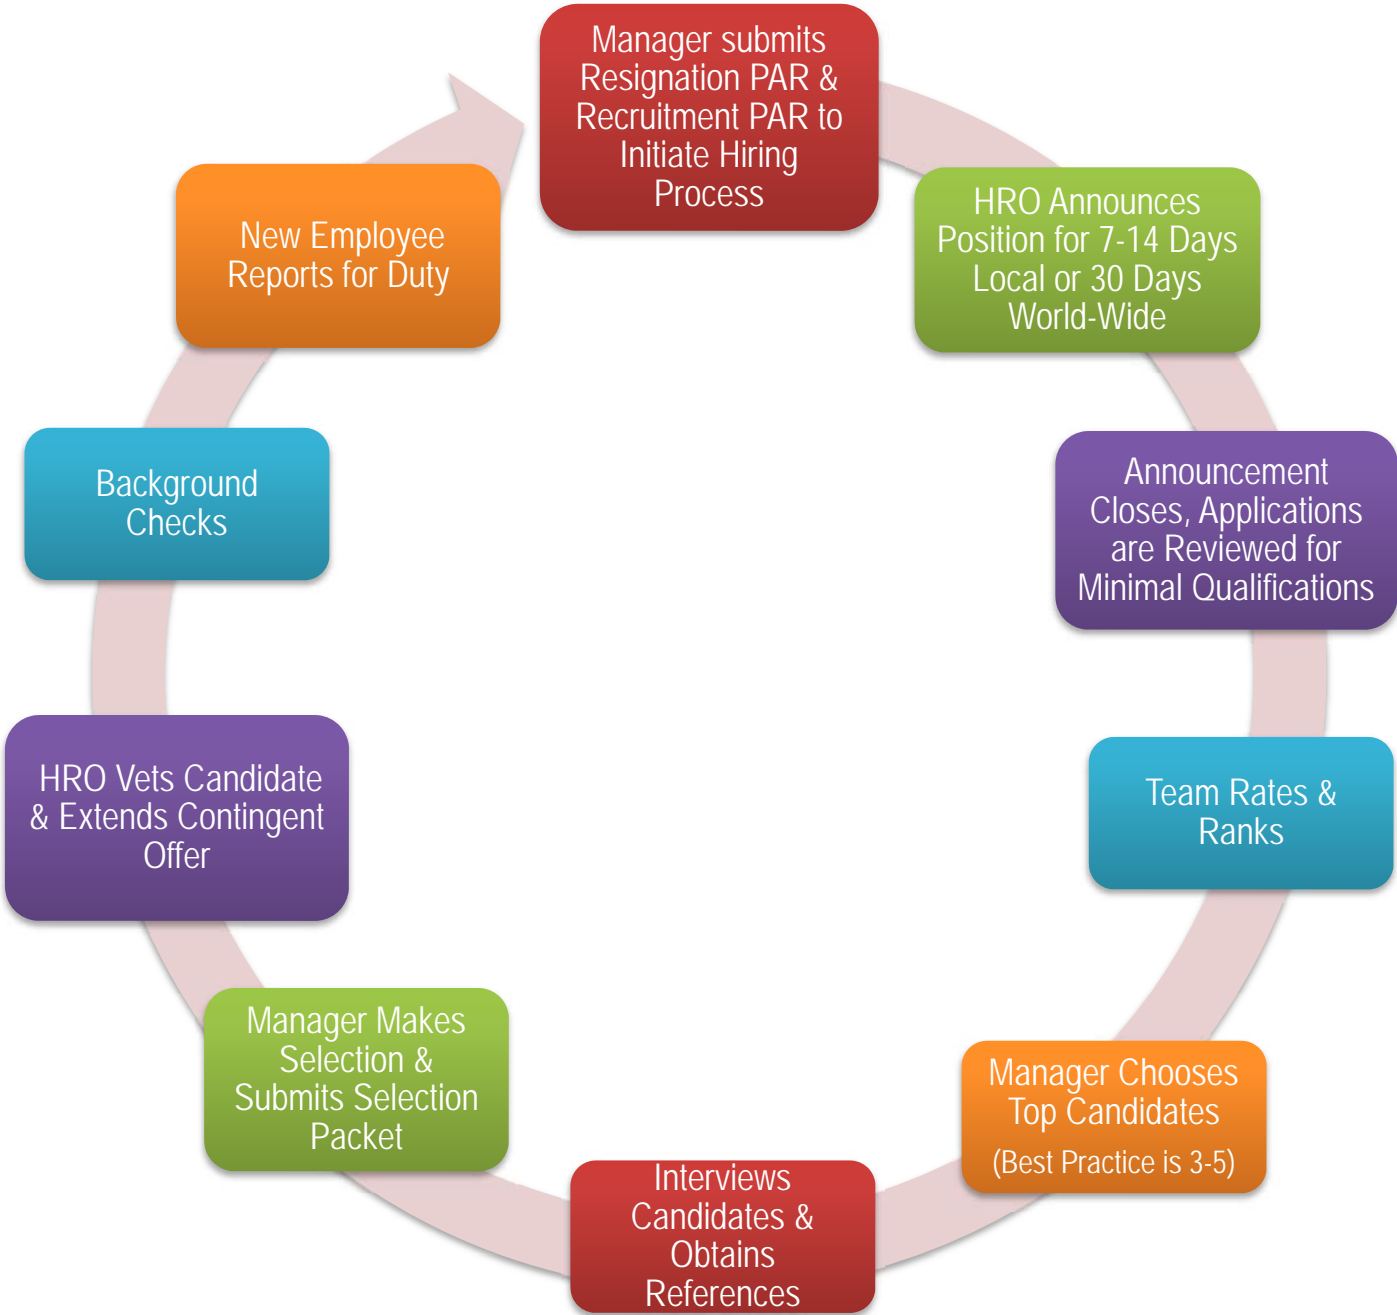 Manager submits
Resignation PAR &
Recruitment PAR to
Initiate Hiring
Process
HRO Announces
Position for 7-14 Days
Local or 30 Days
World-Wide
Announcement
Closes, Applications
are Reviewed for
Minimal Qualifications
Team Rates &
Ranks
Manager Chooses
Top Candidates
(Best Practice is 3-5)
Interviews
Candidates &
Obtains
References
Manager Makes
Selection &
Submits Selection
Packet
HRO Vets Candidate
& Extends Contingent
Offer
Background
Checks
New Employee
Reports for Duty